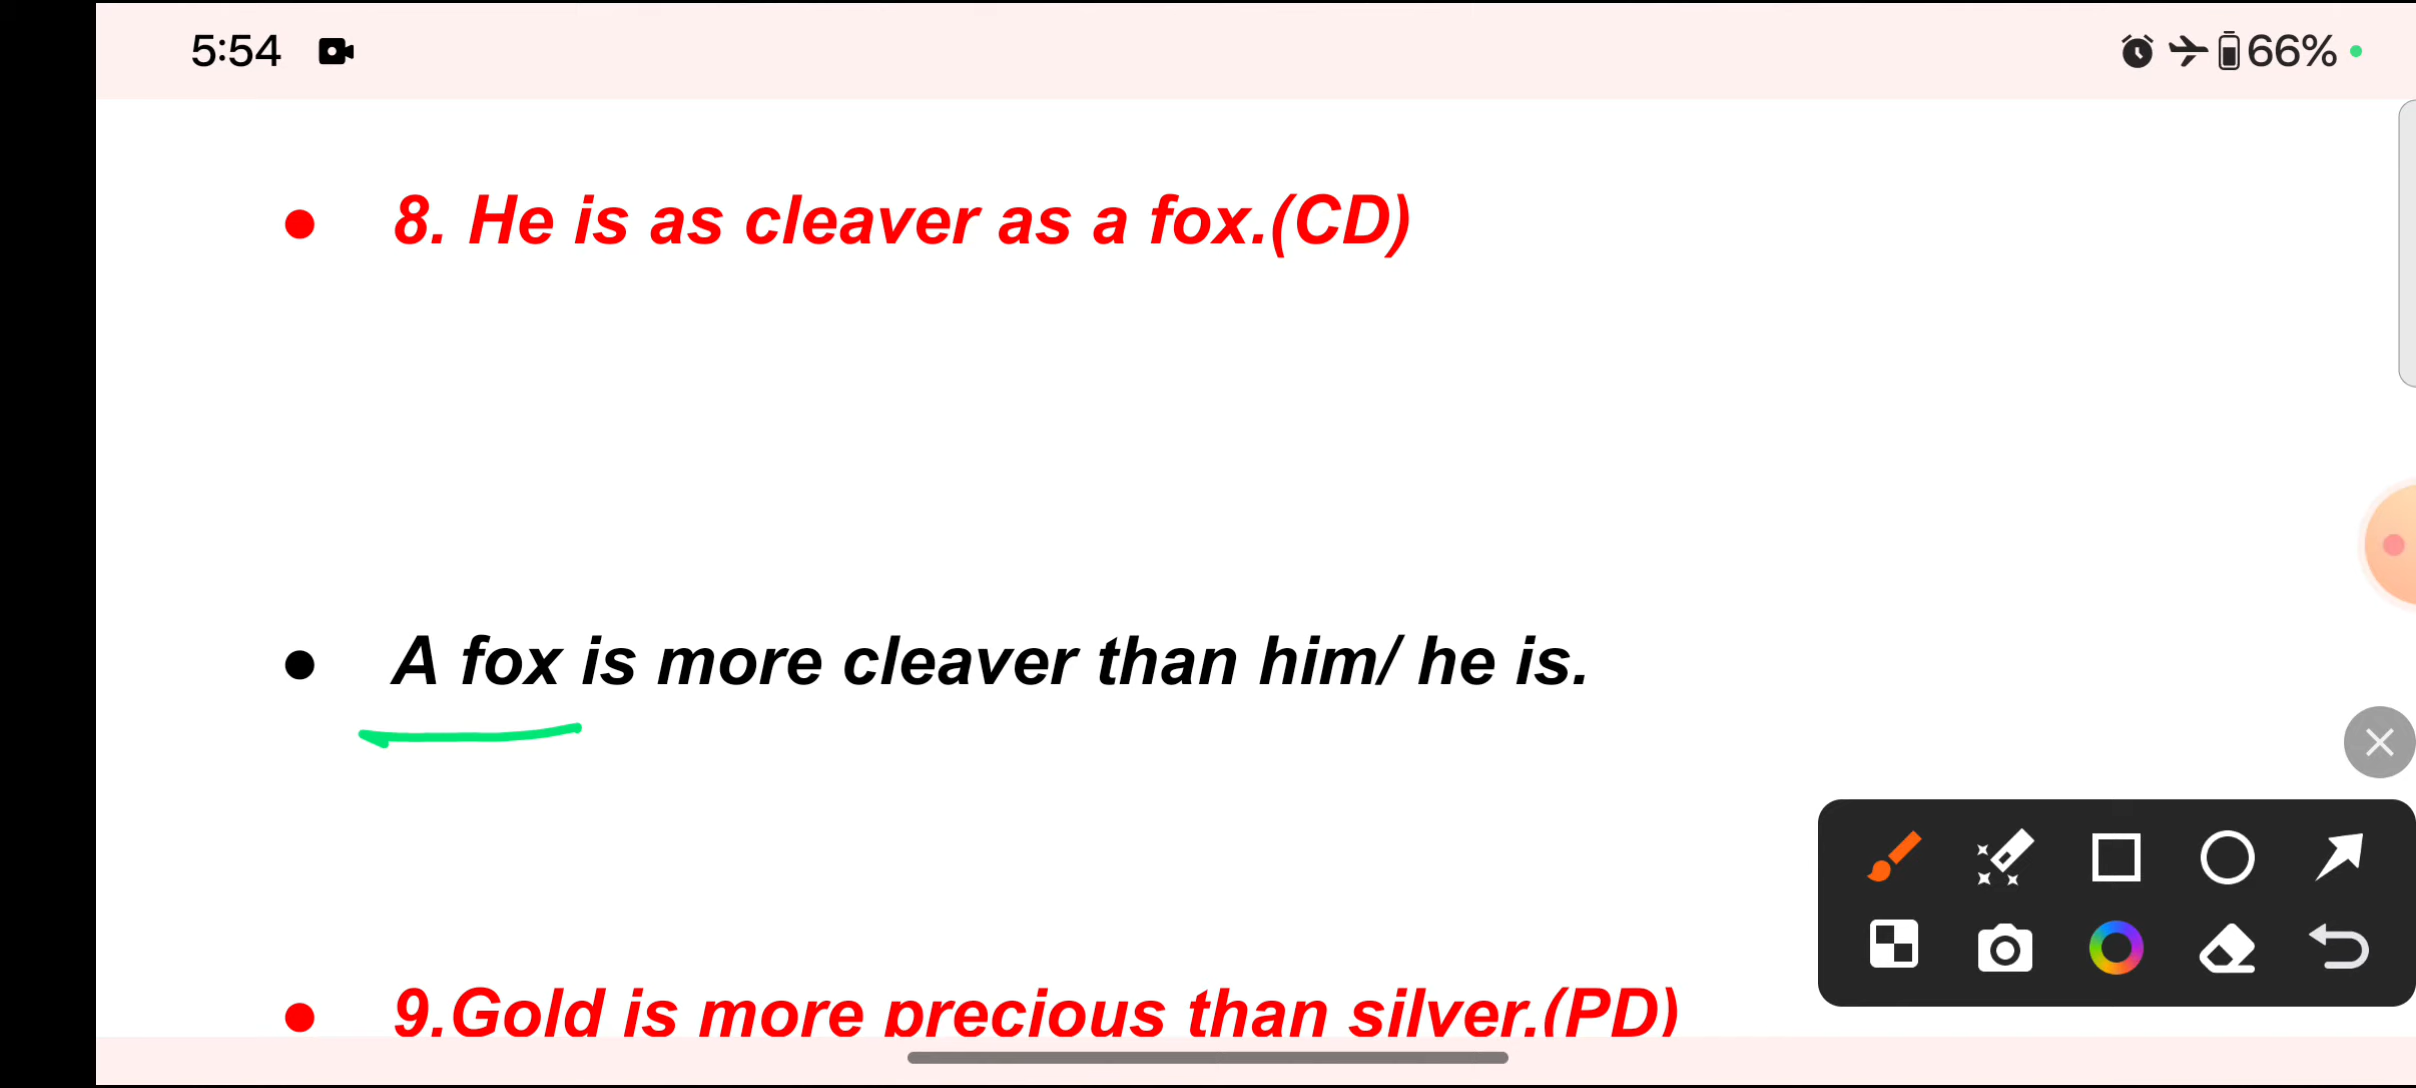 5:54 66%
8. He is as cleaver as a fox.(CD)
A fox is more cleaver than him/ he is.
9.Gold is more precious than silver.(PD)